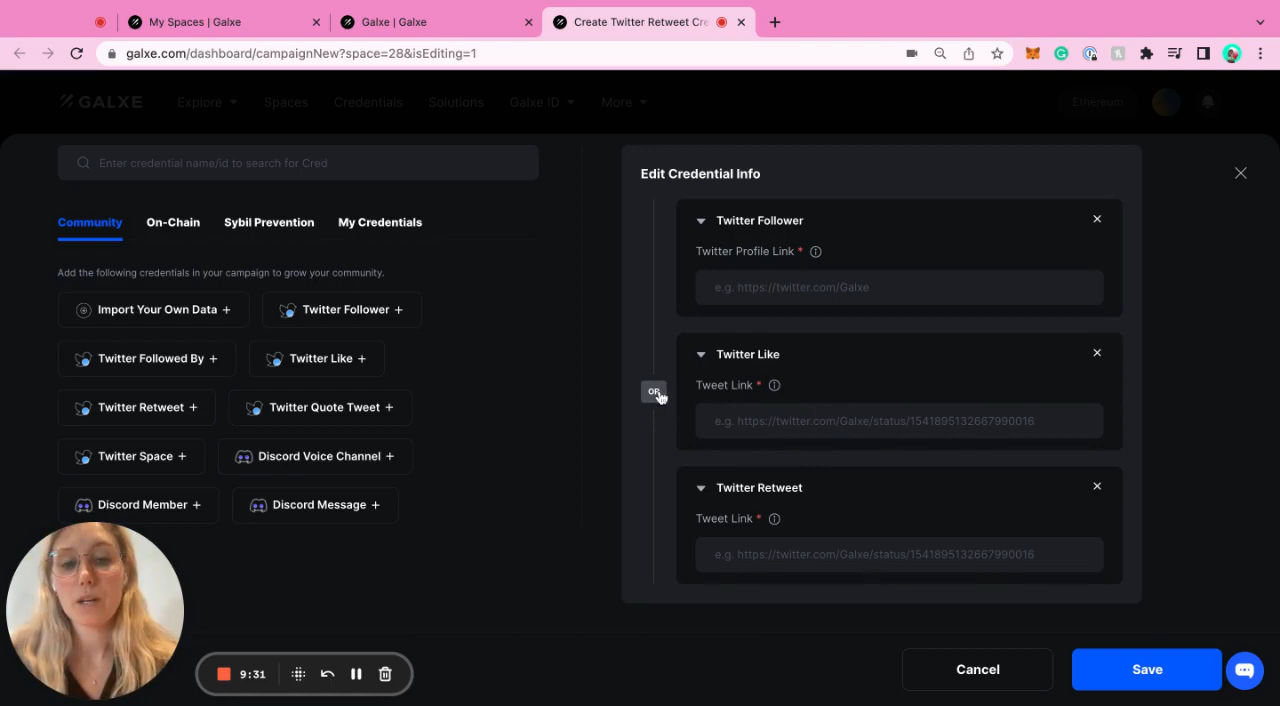 My Spaces | Galxe
Galxe | Galxe
Create Twitter Retweet Cre
galxe.com/dashboard/campaignNew?space=28&isEditing=1
GALXE
Explore
Spaces
Credentials
Solutions
Galxe ID
More
Ethereum
Enter credential name/id to search for Cred
Community
On-Chain
Sybil Prevention
My Credentials
Add the following credentials in your campaign to grow your community.
Import Your Own Data +
Twitter Follower +
Twitter Followed By +
Twitter Like +
Twitter Retweet +
Twitter Quote Tweet +
Twitter Space +
Discord Voice Channel +
Discord Member +
Discord Message +
9:31
Edit Credential Info
Twitter Follower
Twitter Profile Link *
e.g. https://twitter.com/Galxe
OR
Twitter Like
Tweet Link *
e.g. https://twitter.com/Galxe/status/1541895132667990016
Twitter Retweet
Tweet Link *
e.g. https://twitter.com/Galxe/status/1541895132667990016
Cancel
Save